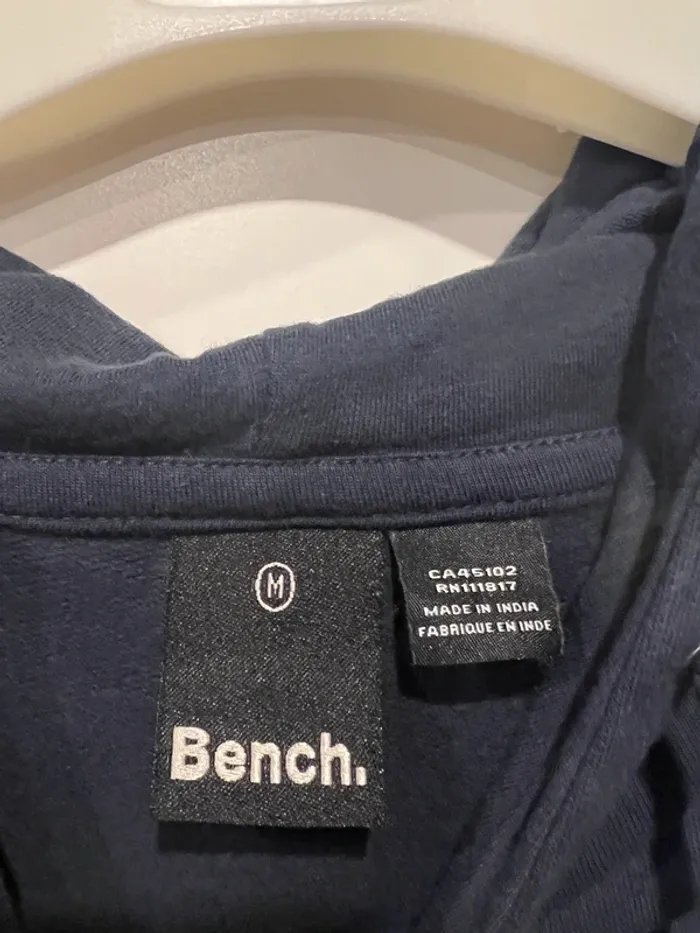 M
Bench.
CA45102
RN111817
MADE IN INDIA
FABRIQUE EN INDE